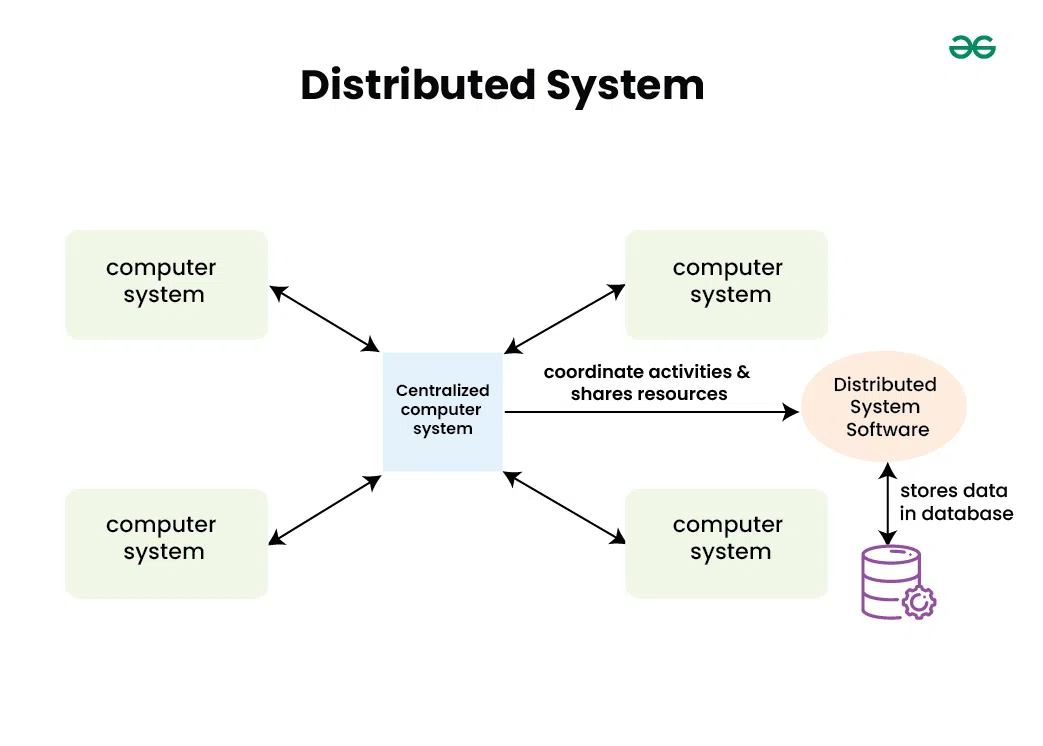 Distributed System
computer
system
computer
system
Centralized
computer
system
coordinate activities &
shares resources
Distributed
System
Software
stores data
in database
computer
system
computer
system